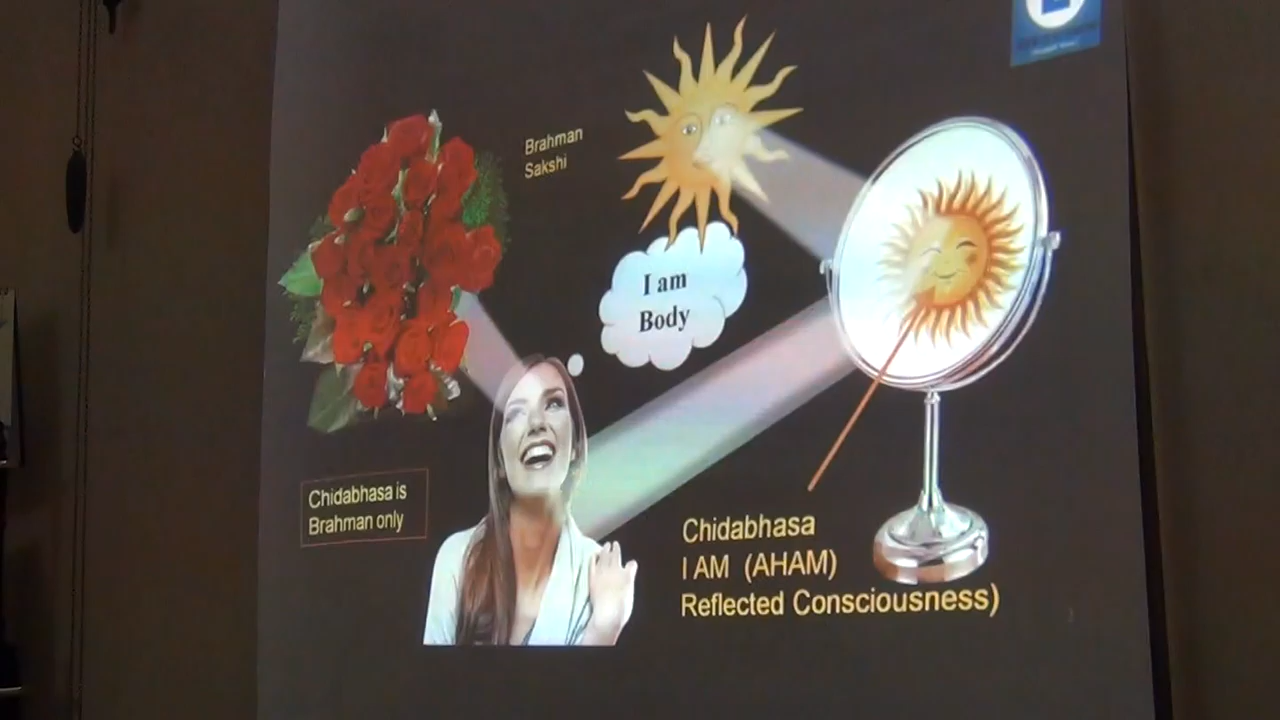 Brahman
Sakshi
I am
Body
Chidabhasa is
Brahman only
Chidabhasa
I AM (AHAM)
Reflected Consciousness)